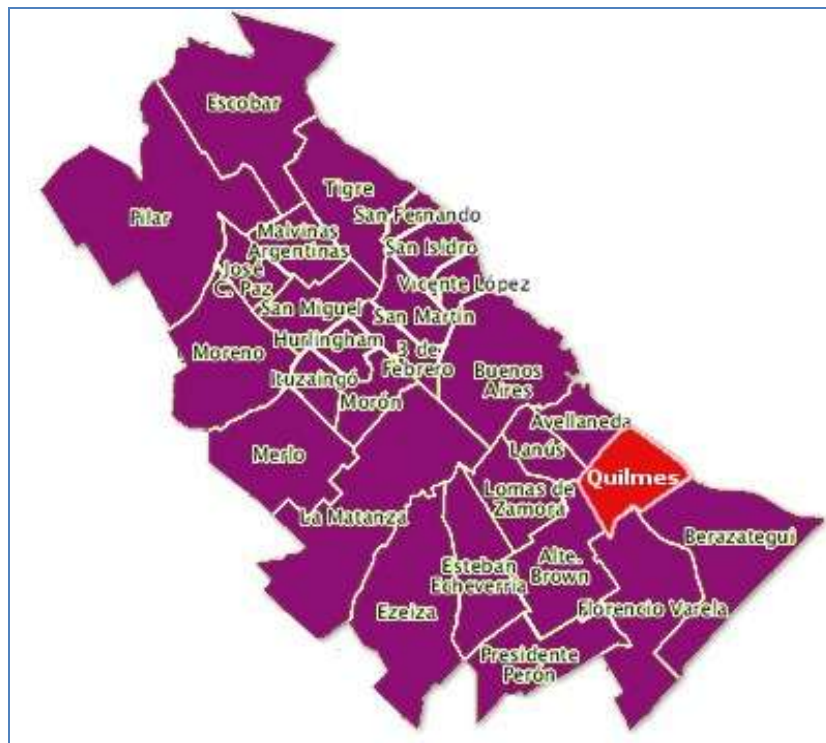 Escobar
Tigre
Pilar
San Fernando
Malvinas
Argentinas
San Isidro
José
C. Paz
Vicente López
San Miguel
San Martín
Hurlingham
3 de
Febrero
Moreno
Ituzaingó
Buenos
Aires
Morón
Avellaneda
Lanús
Merlo
Quilmes
Lomas de
Zamora
La Matanza
Berazategui
Esteban
Echeverría
Alte.
Brown
Ezeiza
Florencio Varela
Presidente
Perón